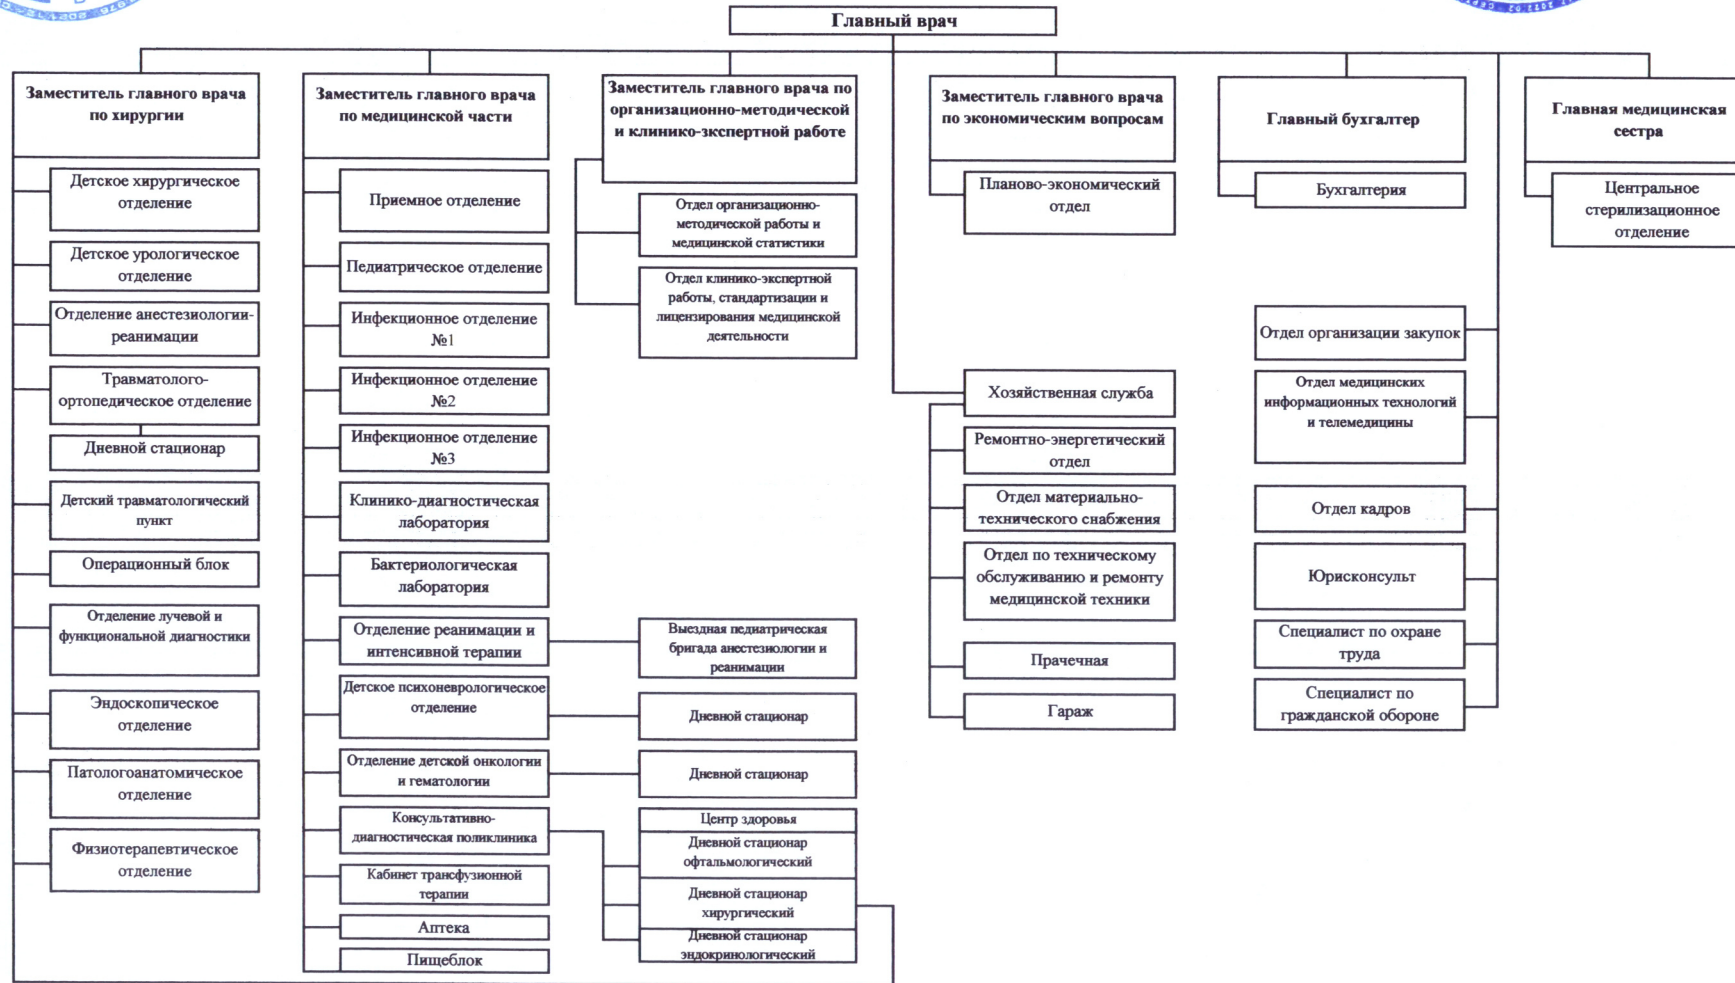 Главный врач
Заместитель главного врача
по хирургии
Детское хирургическое
отделение
Детское урологическое
отделение
Отделение анестезиологии-
реанимации
Травматолого-
ортопедическое отделение
Дневной стационар
Детский травматологический
пункт
Операционный блок
Отделение лучевой и
функциональной диагностики
Эндоскопическое
отделение
Патологоанатомическое
отделение
Физиотерапевтическое
отделение
Заместитель главного врача
по медицинской части
Приемное отделение
Педиатрическое отделение
Инфекционное отделение
№1
Инфекционное отделение
№2
Инфекционное отделение
№3
Клинико-диагностическая
лаборатория
Бактериологическая
лаборатория
Отделение реанимации и
интенсивной терапии
Детское психоневрологическое
отделение
Отделение детской онкологии
и гематологии
Консультативно-
диагностическая поликлиника
Кабинет трансфузионной
терапии
Аптека
Пищеблок
Заместитель главного врача по
организационно-методической
и клинико-зкспертной работе
Отдел организационно-
методической работы и
медицинской статистики
Отдел клинико-экспертной
работы, стандартизации и
лицензирования медицинской
деятельности
Выездная педиатрическая
бригада анестезиологии и
реанимации
Дневной стационар
Дневной стационар
Центр здоровья
Дневной стационар
офтальмологический
Дневной стационар
хирургический
Дневной стационар
эндокринологический
Заместитель главного врача
по экономическим вопросам
Планово-экономический
отдел
Хозяйственная служба
Ремонтно-энергетический
отдел
Отдел материально-
технического снабжения
Отдел по техническому
обслуживанию и ремонту
медицинской техники
Прачечная
Гараж
Главный бухгалтер
Бухгалтерия
Отдел организации закупок
Отдел медицинских
информационных технологий
и телемедицины
Отдел кадров
Юрисконсульт
Специалист по охране
труда
Специалист по
гражданской обороне
Главная медицинская
сестра
Центральное
стерилизационное
отделение